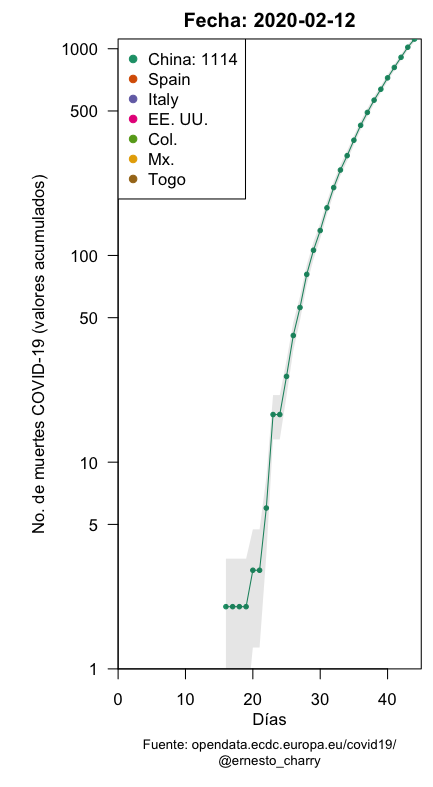 Fecha: 2020-02-12
China: 1114
Spain
Italy
EE. UU.
Col.
Mx.
Togo
No. de muertes COVID-19 (valores acumulados)
1000
500
100
50
10
5
1
0 10 20 30 40
Días
Fuente: opendata.ecdc.europa.eu/covid19/
@ernesto_charry